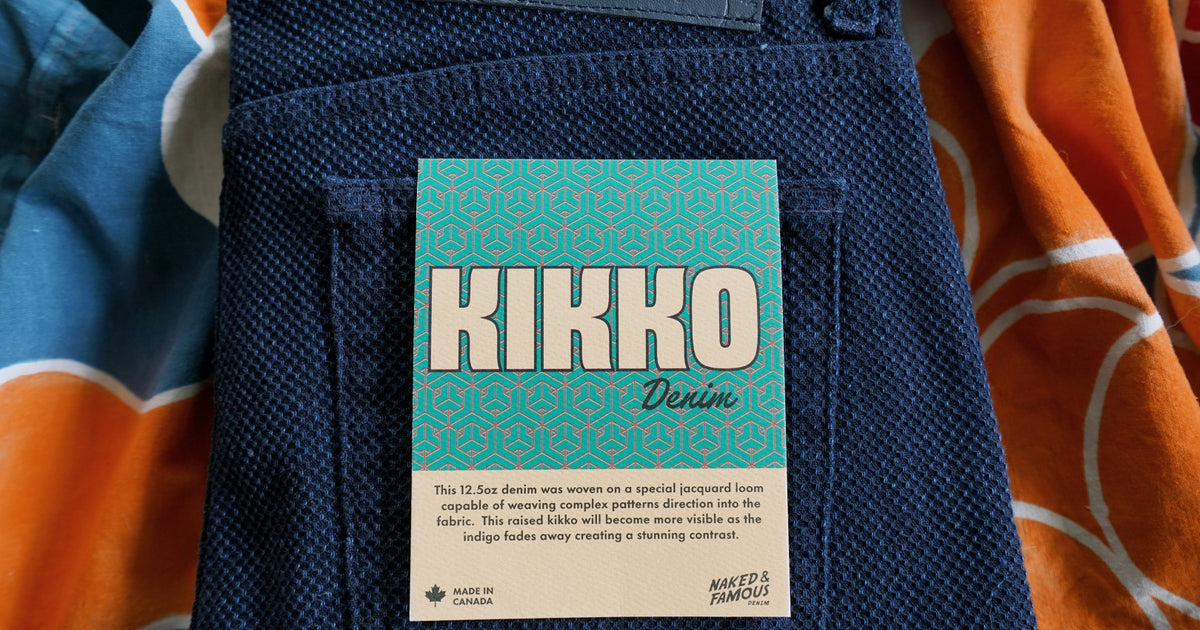 KIKKO
Denim
This 12.5oz denim was woven on a special jacquard loom
capable of weaving complex patterns direction into the
fabric. This raised kikko will become more visible as the
indigo fades away creating a stunning contrast.
MADE IN
CANADA
NAKED &
FAMOUS
DENIM